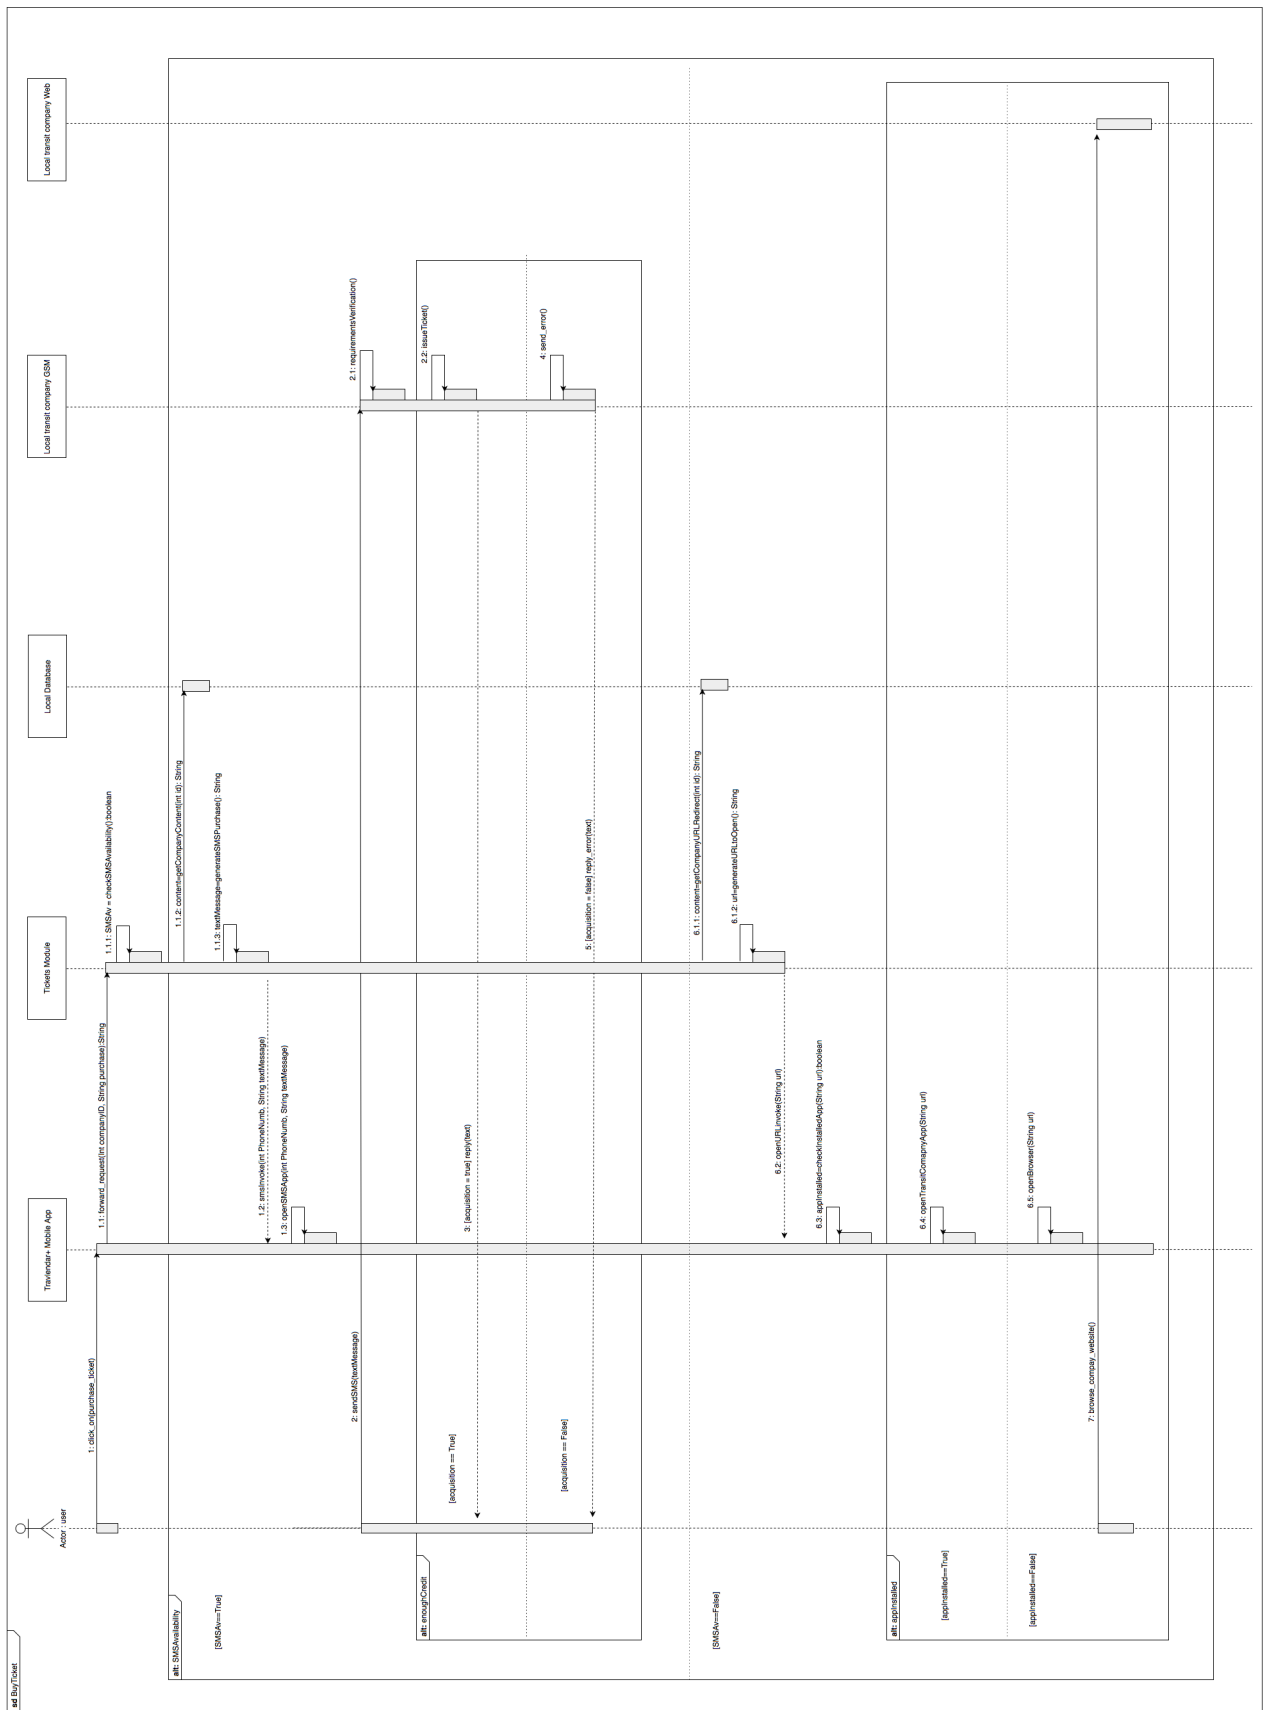 sd BuyTicket
Actor : user
Travlendar+ Mobile App
Tickets Module
Local Database
Local transit company GSM
Local transit company Web
1: click_on(purchase_ticket)
1.1: forward_request(Int companyID, String purchase):String
1.1.1: SMSAv = checkSMSAvailability():boolean
alt: SMSAvailability
[SMSAv==True]
1.1.2: content=getCompanyContent(int id): String
1.1.3: textMessage=generateSMSPurchase(): String
1.2: smsInvoke(int PhoneNumb, String textMessage)
1.3: openSMSApp(int PhoneNumb, String textMessage)
2: sendSMS(textMessage)
2.1: requirementsVerification()
alt: enoughCredit
[acquisition == True]
2.2: issueTicket()
3: [acquisition = true] reply(text)
[acquisition == False]
4: send_error()
5: [acquisition = false] reply_error(text)
[SMSAv==False]
6.1.1: content=getCompanyURLRedirect(int id): String
6.1.2: url=generateURLtoOpen(): String
6.2: openURLinvoke(String url)
6.3: appInstalled=checkInstalledApp(String url):boolean
alt: appInstalled
[appInstalled==True]
6.4: openTransitComapnyApp(String url)
[appInstalled==False]
6.5: openBrowser(String url)
7: browse_compay_website()